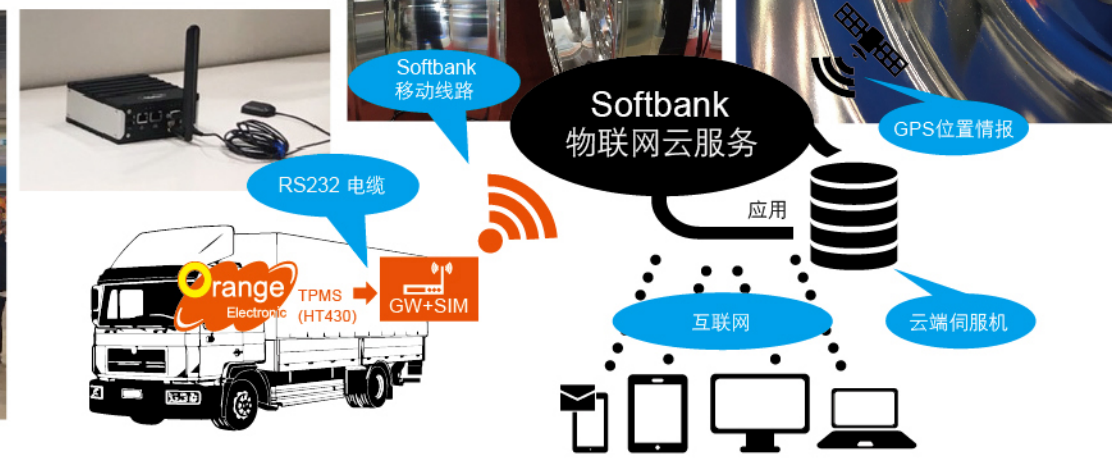 Softbank
移动线路
Softbank
物联网云服务
GPS位置情报
RS232 电缆
应用
Orange
Electronic
TPMS
(HT430)
GW+SIM
互联网
云端伺服机